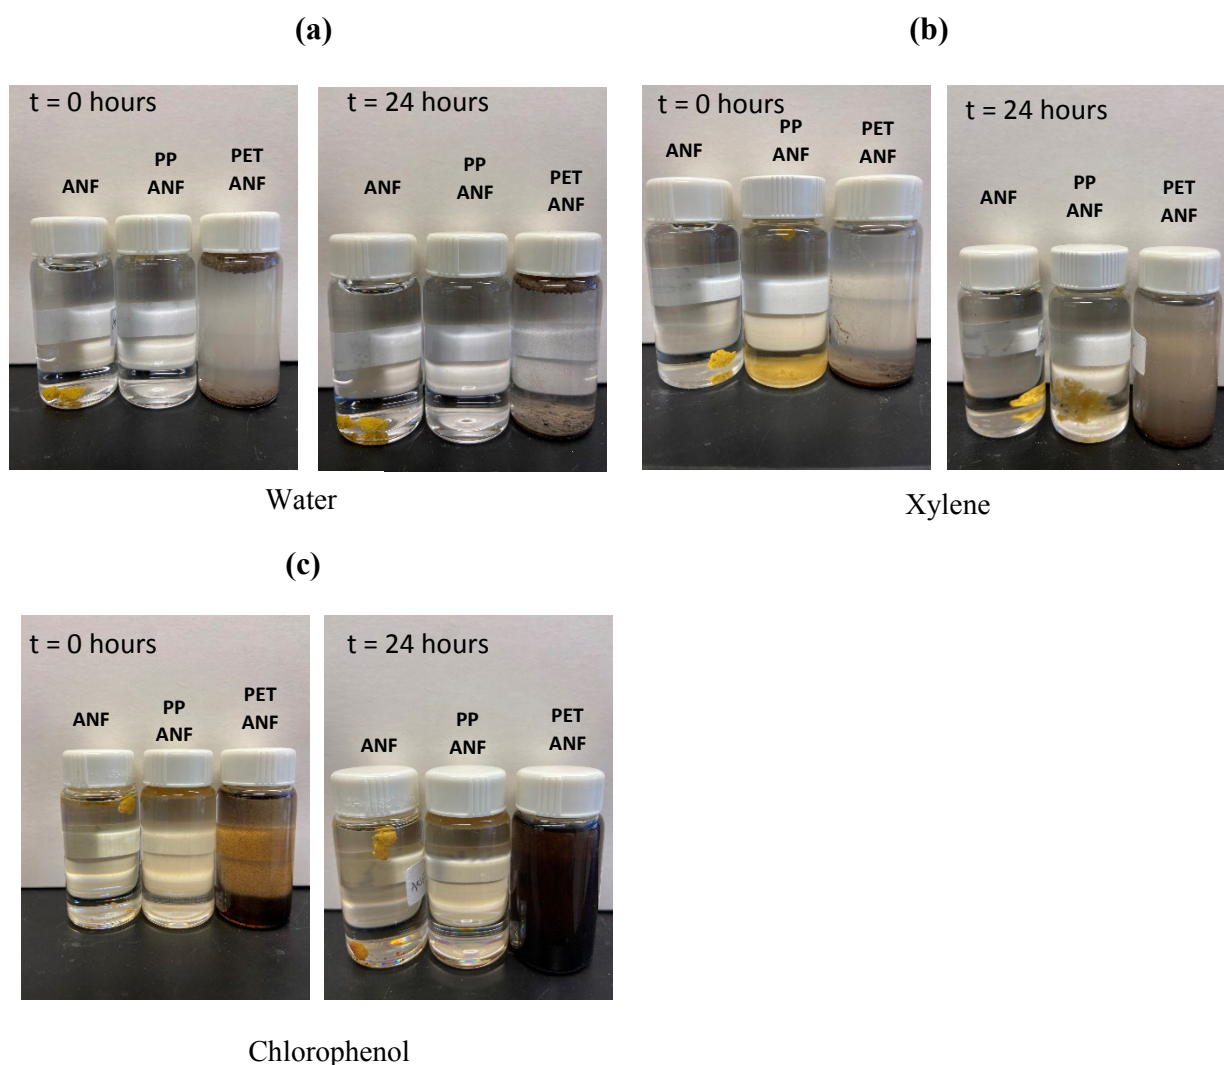 (a)
t = 0 hours
ANF
PP
ANF
PET
ANF
t = 24 hours
ANF
PP
ANF
PET
ANF
Water
(b)
t = 0 hours
ANF
PP
ANF
PET
ANF
t = 24 hours
ANF
PP
ANF
PET
ANF
Xylene
(c)
t = 0 hours
ANF
PP
ANF
PET
ANF
t = 24 hours
ANF
PP
ANF
PET
ANF
Chlorophenol